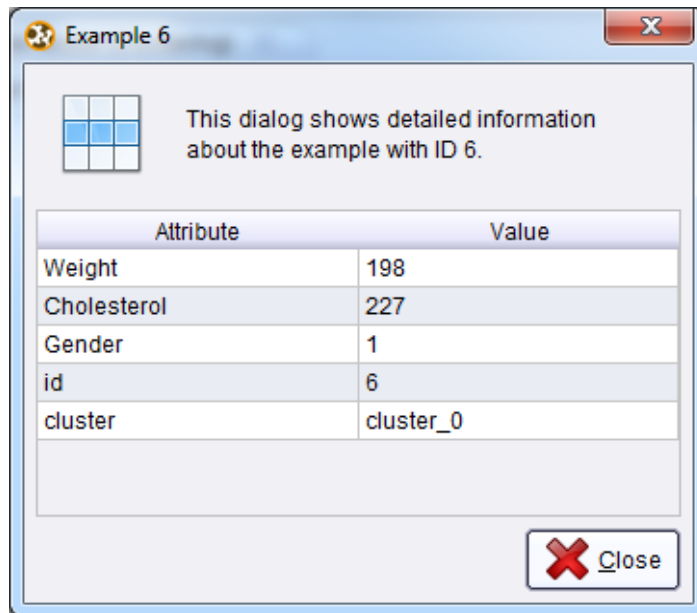 Example 6
This dialog shows detailed information
about the example with ID 6.
Attribute Value
Weight 198
Cholesterol 227
Gender 1
id 6
cluster cluster_0
Close